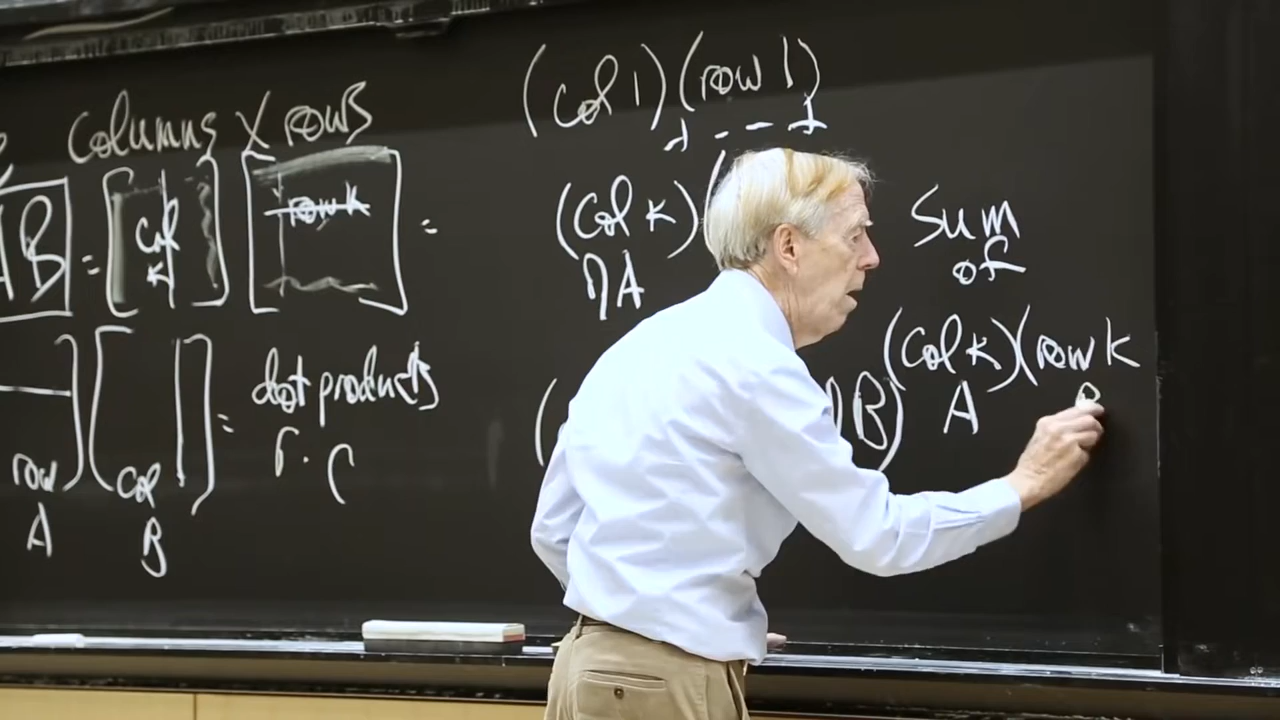 columns X rows
AB = [col k] [row k] =
row A
col B
= dot products
r . c
(col 1)(row 1)
+ - - - +
(col k)(
OF A
B)
Sum
of
(col k)(row k
A B